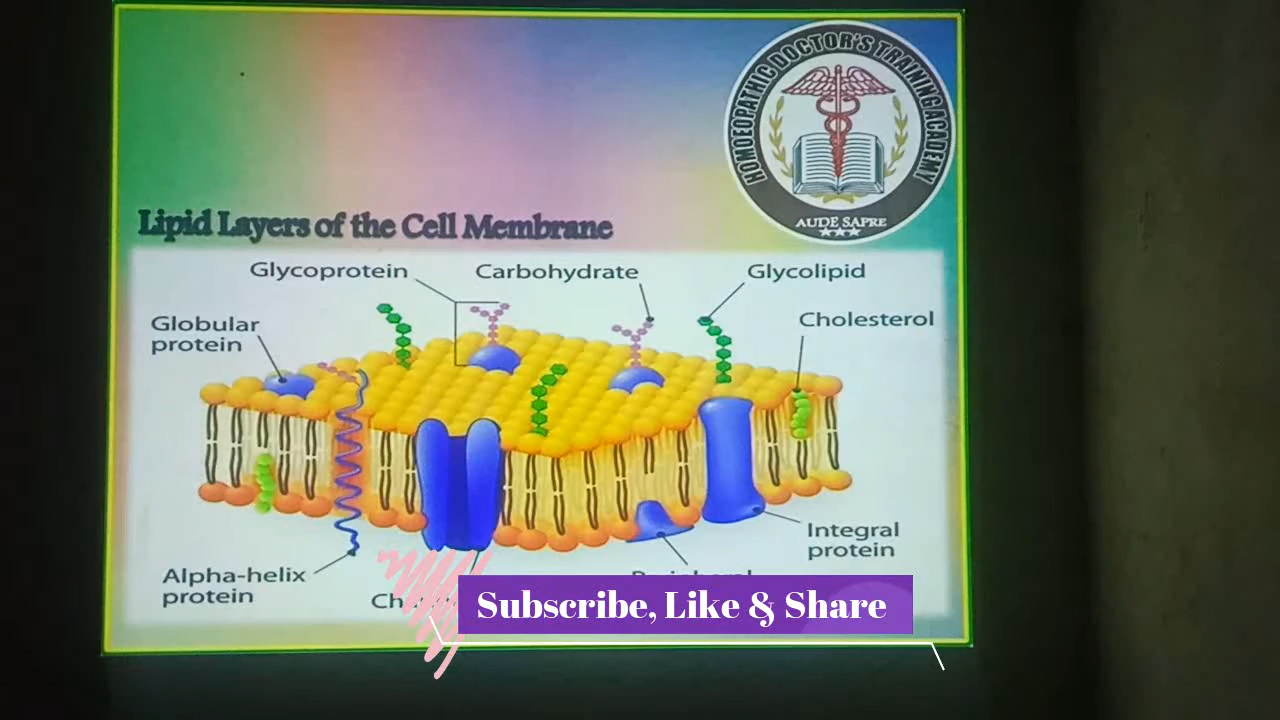 HOMOEOPATHIC DOCTOR'S TRAINING ACADEMY
AUDE SAPRE
Lipid Layers of the Cell Membrane
Glycoprotein
Carbohydrate
Glycolipid
Globular
protein
Cholesterol
Integral
protein
Alpha-helix
protein
Subscribe, Like & Share